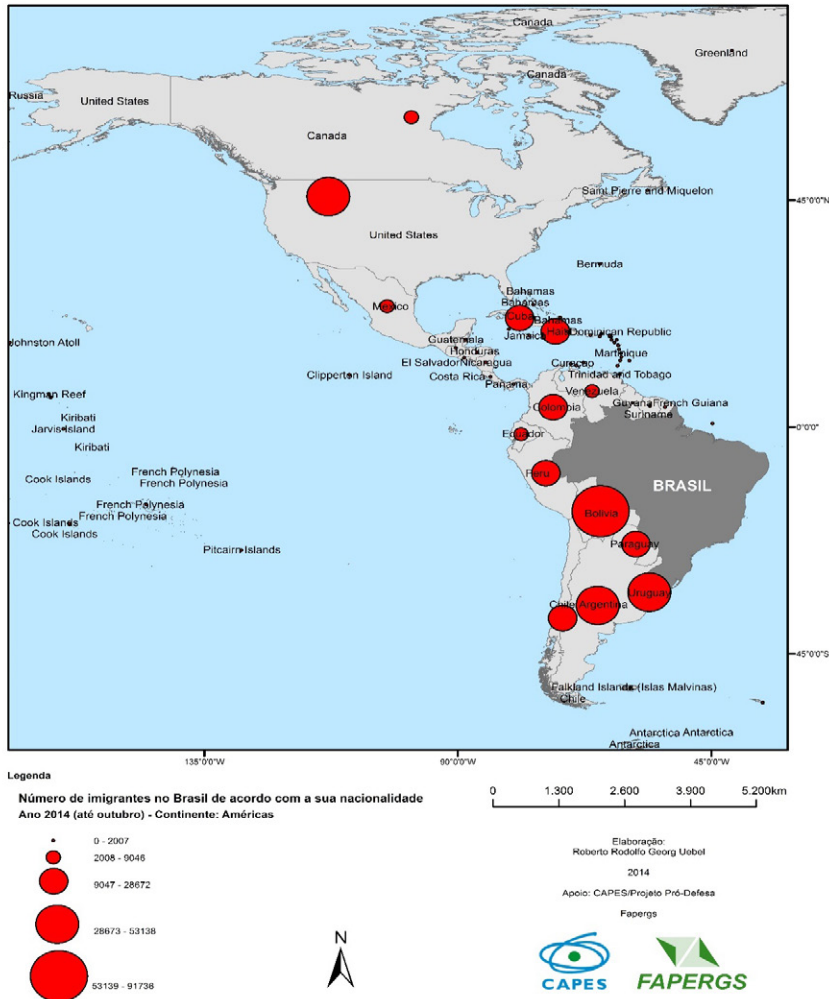 Canada
Greenland
Canada
Russia
United States
Canada
Saint Pierre and Miquelon
45°0'0"N
United States
Bermuda
Bahamas
Bahamas
Mexico
Cuba
Bahamas
Haiti
Dominican Republic
Jamaica
Johnston Atoll
Guatemala
Honduras
Martinique
El Salvador
Nicaragua
Curaçao
Clipperton Island
Costa Rica
Trinidad and Tobago
Panama
Venezuela
Kingman Reef
Guyana
French Guiana
Colombia
Suriname
Kiribati
Jarvis Island
Ecuador
0°0'0"
Kiribati
French Polynesia
Peru
Cook Islands
French Polynesia
BRASIL
French Polynesia
Bolivia
French Polynesia
Cook Islands
Cook Islands
Paraguay
Pitcairn Islands
Uruguay
Chile
Argentina
45°0'0"S
Falkland Islands (Islas Malvinas)
Chile
Antarctica Antarctica
Antarctica
135°0'0"W
90°0'0"W
45°0'0"W
Legenda
Número de imigrantes no Brasil de acordo com a sua nacionalidade
Ano 2014 (até outubro) - Continente: Américas
0 - 2007
2008 - 9046
9047 - 28672
28673 - 53138
53139 - 91738
0 1.300 2.600 3.900 5.200km
Elaboração:
Roberto Rodolfo Georg Uebel
2014
Apoio: CAPES/Projeto Pró-Defesa
Fapergs
N
CAPES
FAPERGS